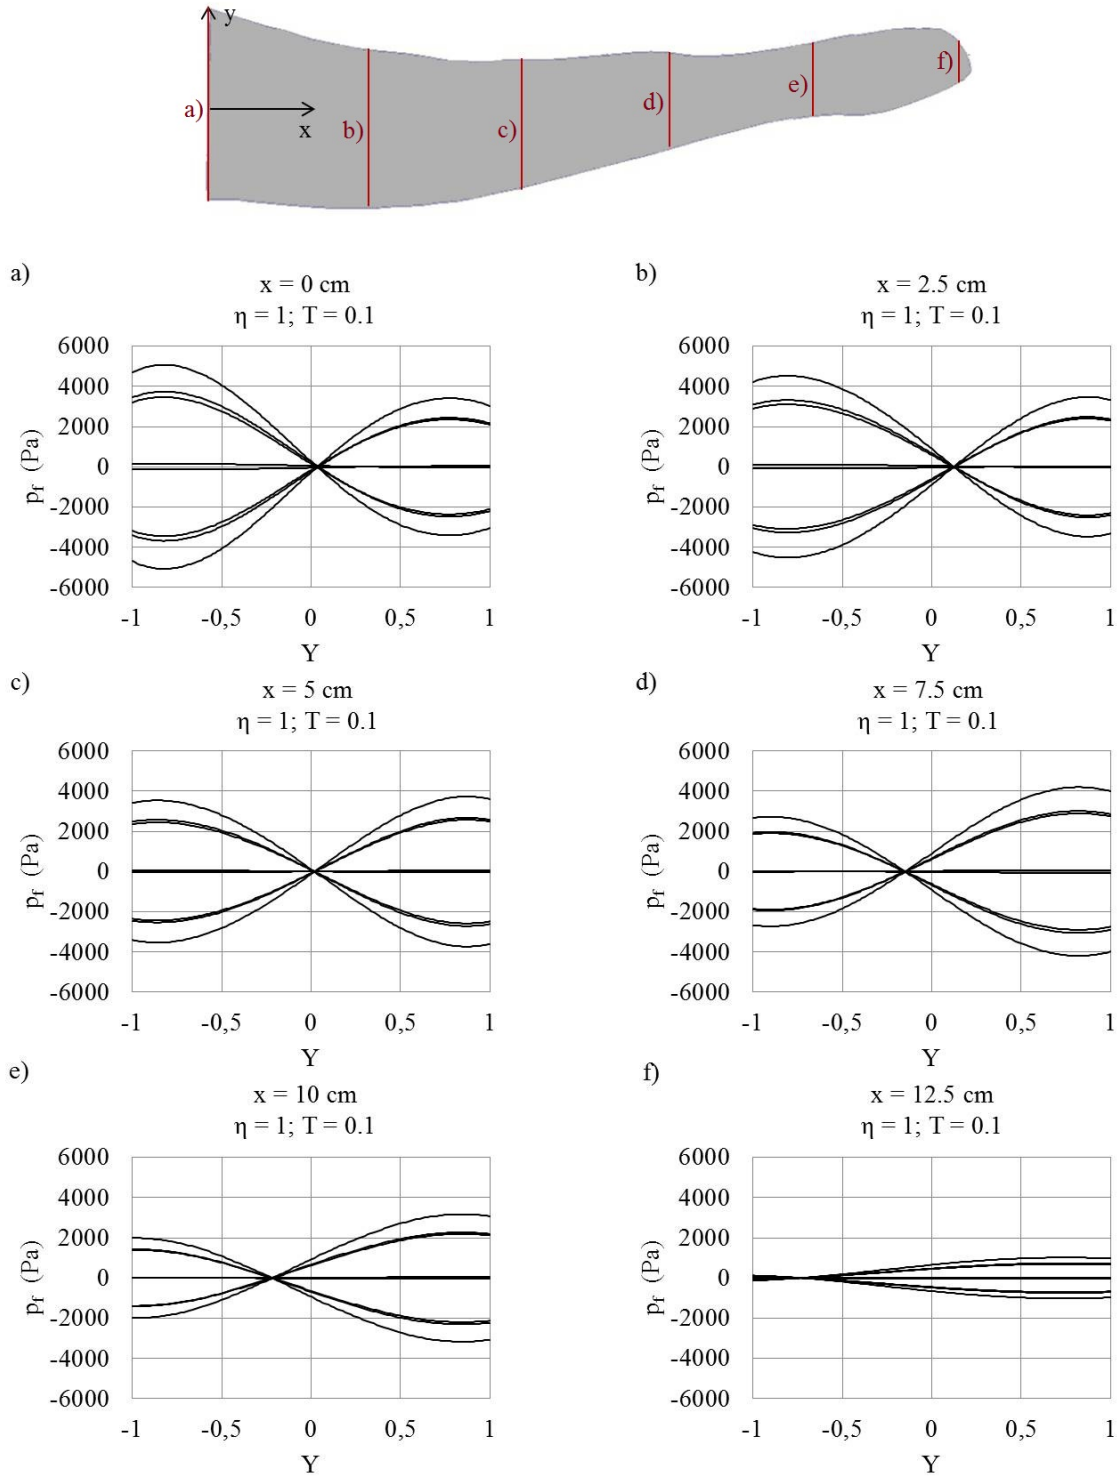 y
a)
x
b)
c)
d)
e)
f)
a)
x = 0 cm
η = 1; T = 0.1
6000
4000
2000
0
-2000
-4000
-6000
pf (Pa)
-1 -0,5 0 0,5 1
Y
b)
x = 2.5 cm
η = 1; T = 0.1
6000
4000
2000
0
-2000
-4000
-6000
pf (Pa)
-1 -0,5 0 0,5 1
Y
c)
x = 5 cm
η = 1; T = 0.1
6000
4000
2000
0
-2000
-4000
-6000
pf (Pa)
-1 -0,5 0 0,5 1
Y
d)
x = 7.5 cm
η = 1; T = 0.1
6000
4000
2000
0
-2000
-4000
-6000
pf (Pa)
-1 -0,5 0 0,5 1
Y
e)
x = 10 cm
η = 1; T = 0.1
6000
4000
2000
0
-2000
-4000
-6000
pf (Pa)
-1 -0,5 0 0,5 1
Y
f)
x = 12.5 cm
η = 1; T = 0.1
6000
4000
2000
0
-2000
-4000
-6000
pf (Pa)
-1 -0,5 0 0,5 1
Y